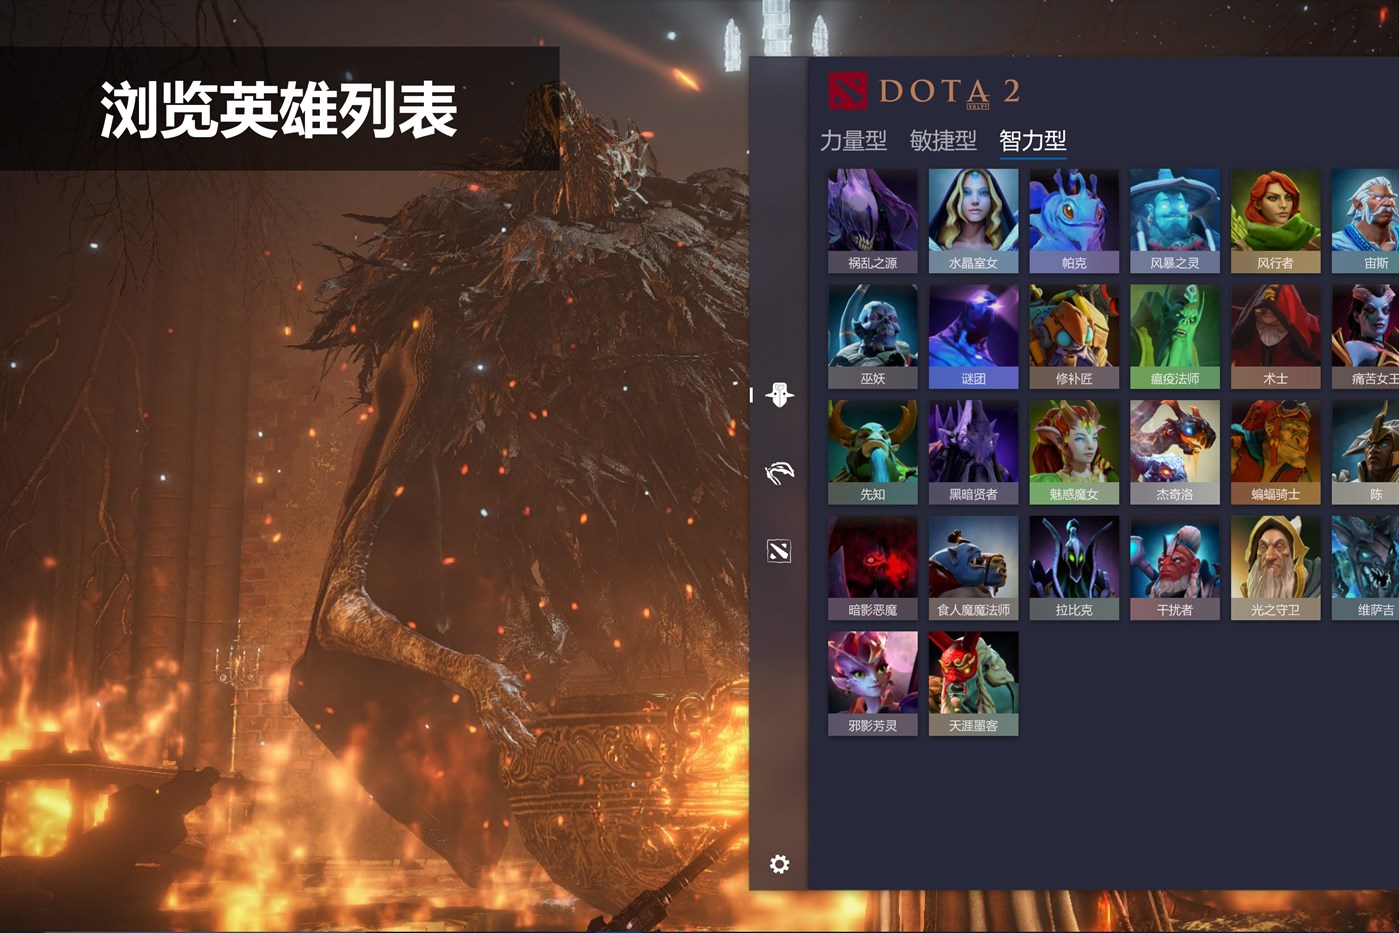 浏览英雄列表
DOTA 2
VALVE
力量型 敏捷型 智力型
祸乱之源 水晶室女 帕克 风暴之灵 风行者 宙斯
巫妖 谜团 修补匠 瘟疫法师 术士 痛苦女王
先知 黑暗贤者 魅惑魔女 杰奇洛 蝙蝠骑士 陈
暗影恶魔 食人魔魔法师 拉比克 干扰者 光之守卫 维萨吉
邪影芳灵 天涯墨客